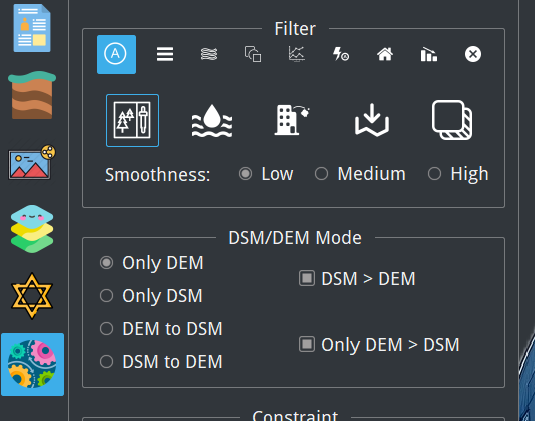 Filter
A
Smoothness: Low Medium High
DSM/DEM Mode
Only DEM
DSM > DEM
Only DSM
DEM to DSM
Only DEM > DSM
DSM to DEM
Constraint